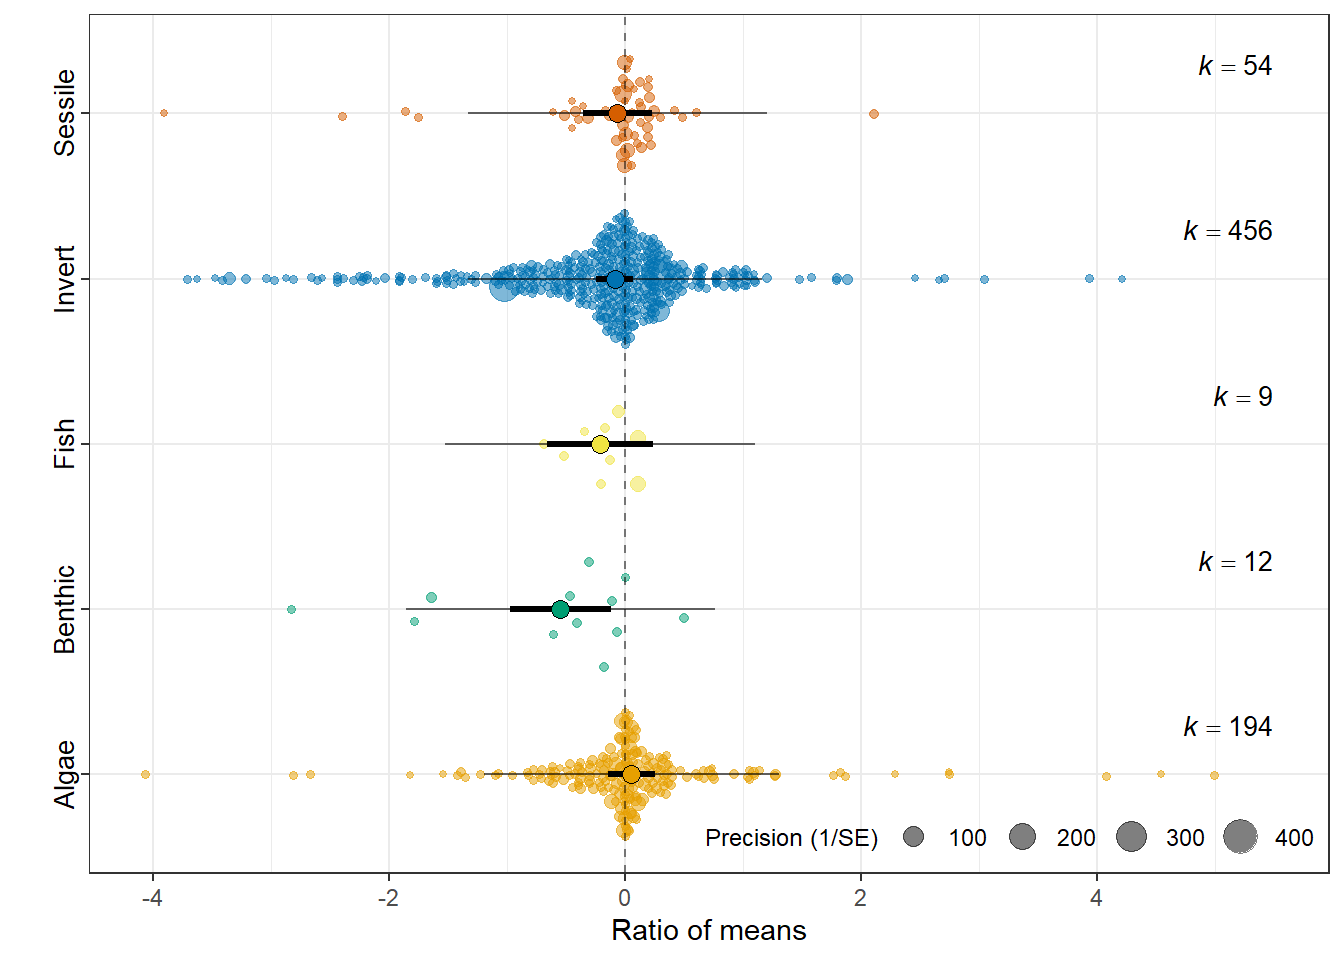 Sessile
k = 54
Invert
k = 456
Fish
k = 9
Benthic
k = 12
Algae
k = 194
Precision (1/SE) 100 200 300 400
-4 -2 0 2 4
Ratio of means